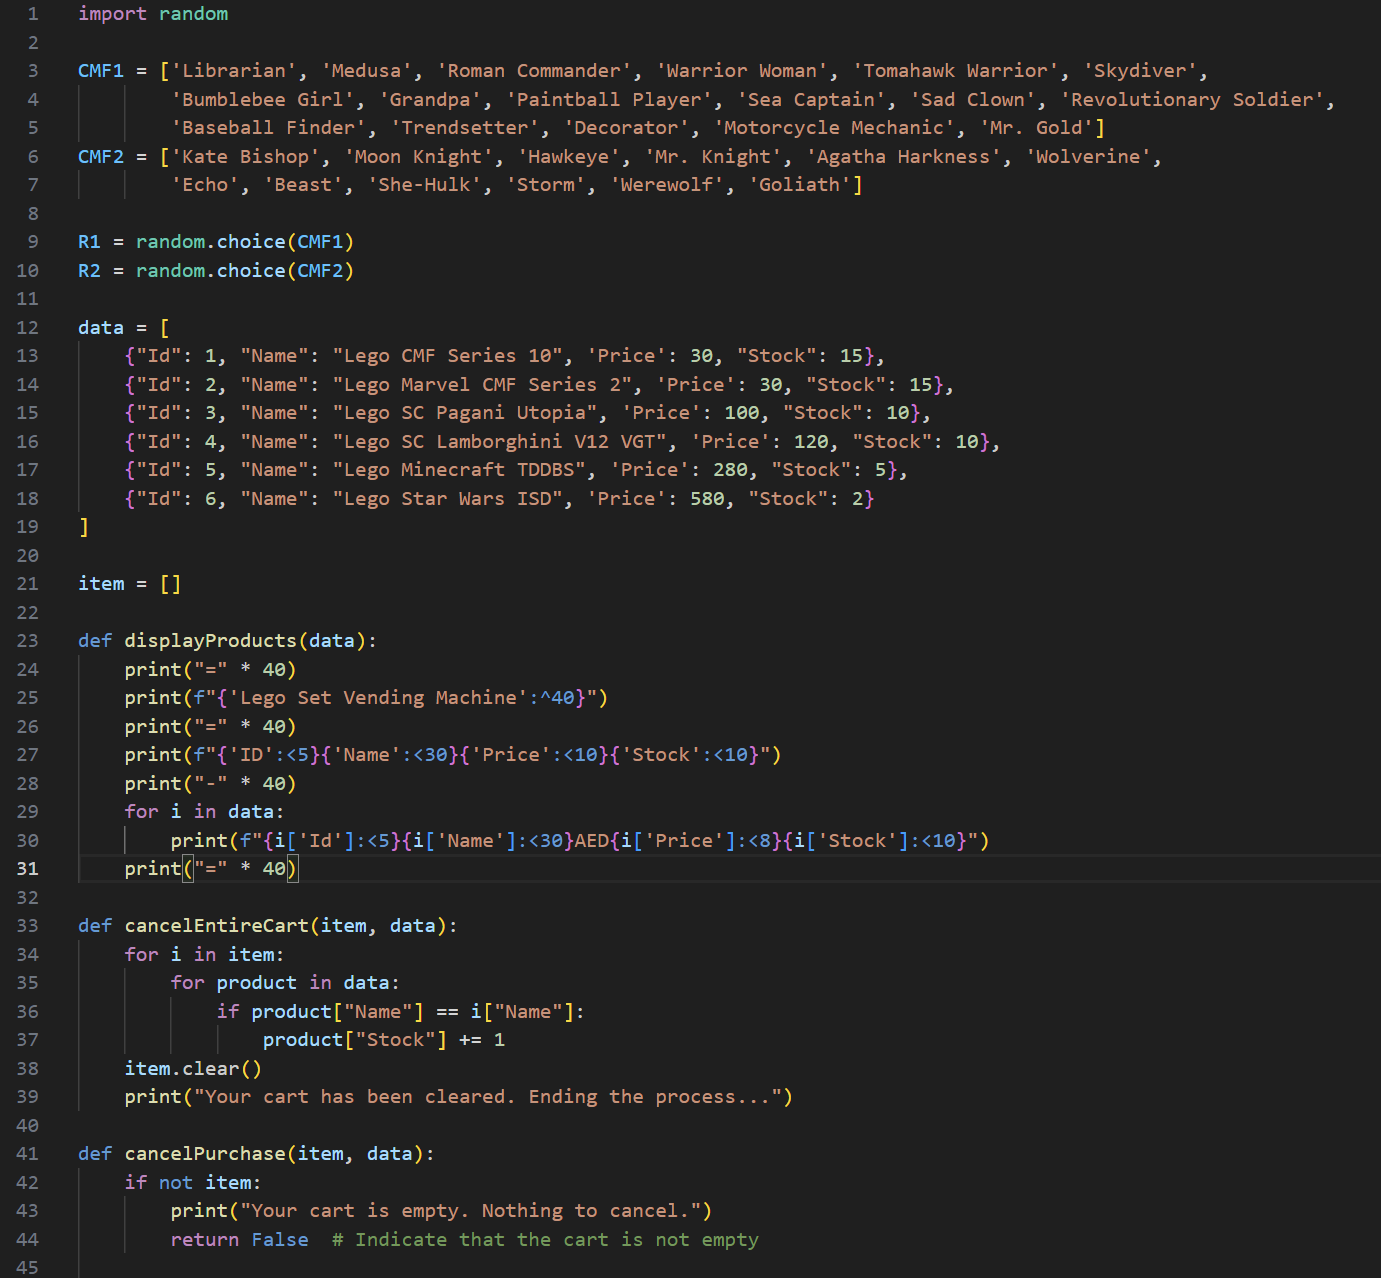 1 import random
2
3 CMF1 = ['Librarian', 'Medusa', 'Roman Commander', 'Warrior Woman', 'Tomahawk Warrior', 'Skydiver',
4         'Bumblebee Girl', 'Grandpa', 'Paintball Player', 'Sea Captain', 'Sad Clown', 'Revolutionary Soldier',
5         'Baseball Finder', 'Trendsetter', 'Decorator', 'Motorcycle Mechanic', 'Mr. Gold']
6 CMF2 = ['Kate Bishop', 'Moon Knight', 'Hawkeye', 'Mr. Knight', 'Agatha Harkness', 'Wolverine',
7         'Echo', 'Beast', 'She-Hulk', 'Storm', 'Werewolf', 'Goliath']
8
9 R1 = random.choice(CMF1)
10 R2 = random.choice(CMF2)
11
12 data = [
13     {"Id": 1, "Name": "Lego CMF Series 10", 'Price': 30, "Stock": 15},
14     {"Id": 2, "Name": "Lego Marvel CMF Series 2", 'Price': 30, "Stock": 15},
15     {"Id": 3, "Name": "Lego SC Pagani Utopia", 'Price': 100, "Stock": 10},
16     {"Id": 4, "Name": "Lego SC Lamborghini V12 VGT", 'Price': 120, "Stock": 10},
17     {"Id": 5, "Name": "Lego Minecraft TDDBS", 'Price': 280, "Stock": 5},
18     {"Id": 6, "Name": "Lego Star Wars ISD", 'Price': 580, "Stock": 2}
19 ]
20
21 item = []
22
23 def displayProducts(data):
24     print("=" * 40)
25     print(f"{'Lego Set Vending Machine':^40}")
26     print("=" * 40)
27     print(f"{'ID':<5}{'Name':<30}{'Price':<10}{'Stock':<10}")
28     print("-" * 40)
29     for i in data:
30         print(f"{i['Id']:<5}{i['Name']:<30}AED{i['Price']:<8}{i['Stock']:<10}")
31     print("=" * 40)
32
33 def cancelEntireCart(item, data):
34     for i in item:
35         for product in data:
36             if product["Name"] == i["Name"]:
37                 product["Stock"] += 1
38     item.clear()
39     print("Your cart has been cleared. Ending the process...")
40
41 def cancelPurchase(item, data):
42     if not item:
43         print("Your cart is empty. Nothing to cancel.")
44         return False  # Indicate that the cart is not empty
45